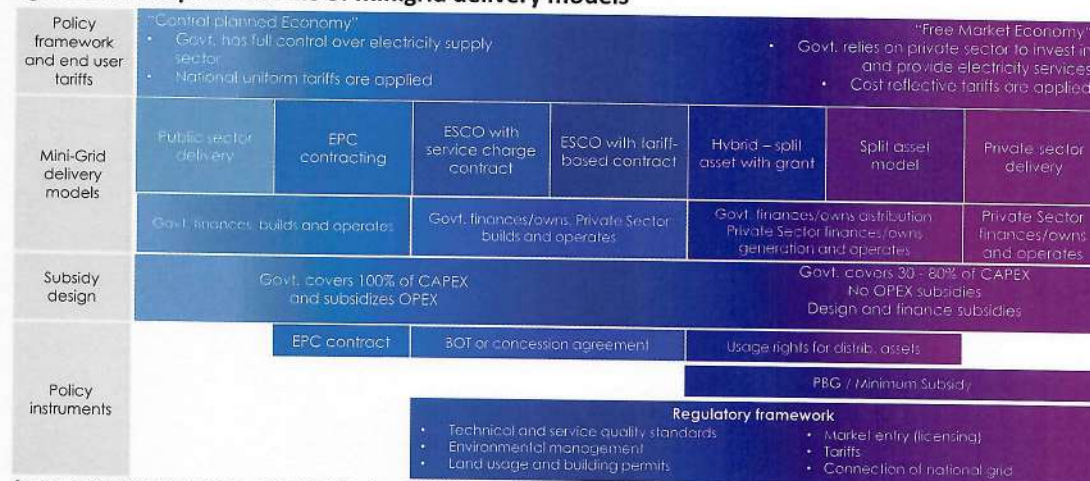 minigrid delivery models
Policy
framework
and end user
tariffs
"Central planned Economy"
• Govt. has full control over electricity supply
sector
• National uniform tariffs are applied
"Free Market Economy"
• Govt. relies on private sector to invest in
and provide electricity services
• Cost reflective tariffs are applied
Mini-Grid
delivery
models
Public sector
delivery
EPC
contracting
ESCO with
service charge
contract
ESCO with tariff-
based contract
Hybrid – split
asset with grant
Split asset
model
Private sector
delivery
Govt. finances, builds and operates
Govt. finances/owns. Private Sector
builds and operates
Govt. finances/owns distribution
Private Sector finances/owns
generation and operates
Private Sector
finances/owns
and operates
Subsidy
design
Govt. covers 100% of CAPEX
and subsidizes OPEX
Govt. covers 30 - 80% of CAPEX
No OPEX subsidies
Design and finance subsidies
Policy
instruments
EPC contract
BOT or concession agreement
Usage rights for distrib. assets
PBG / Minimum Subsidy
Regulatory framework
• Technical and service quality standards
• Environmental management
• Land usage and building permits
• Market entry (licensing)
• Tariffs
• Connection of national grid